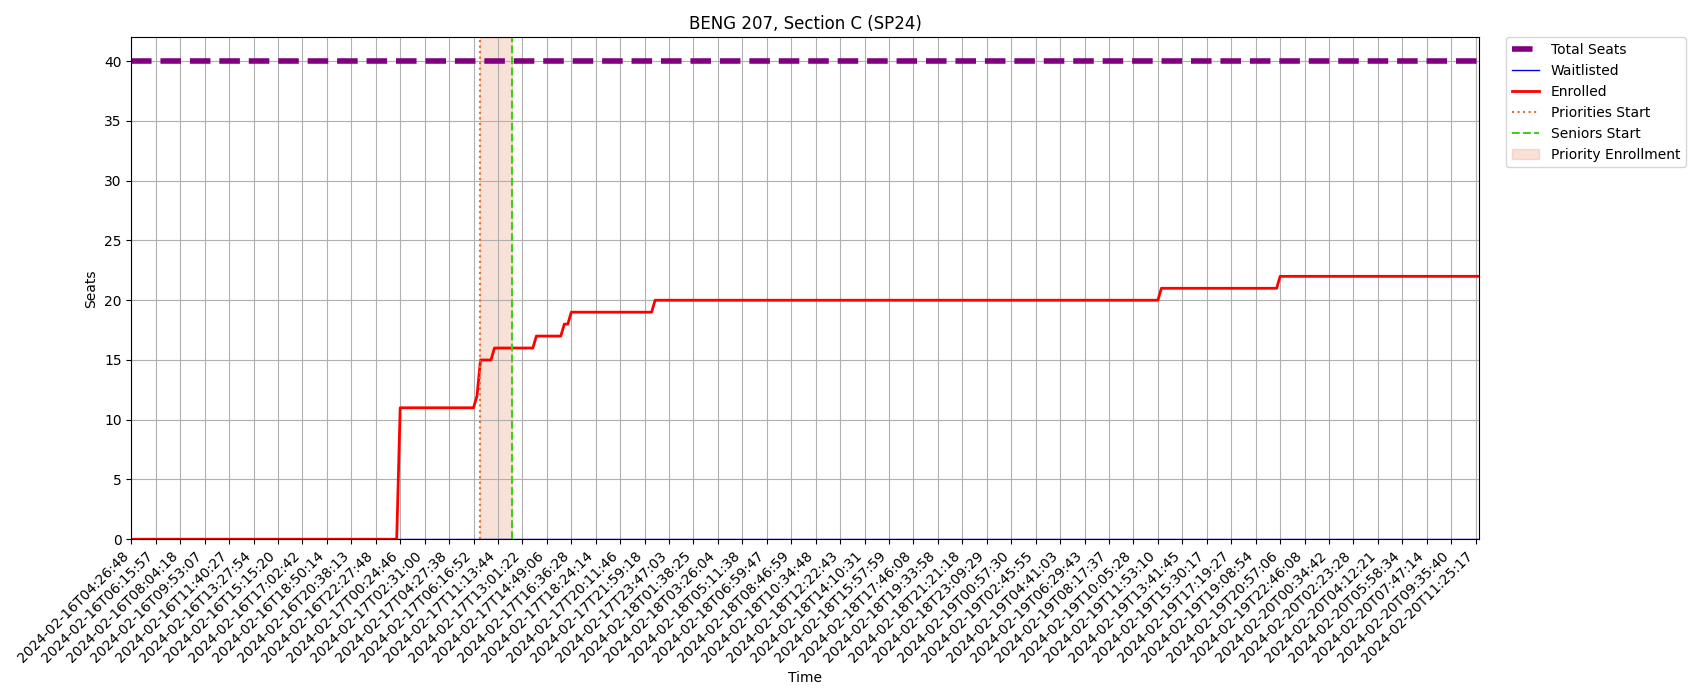 BENG 207, Section C (SP24)
Total Seats
Waitlisted
Enrolled
Priorities Start
Seniors Start
Priority Enrollment
Seats
40
35
30
25
20
15
10
5
0
2024-02-16T04:26:48
2024-02-16T06:15:57
2024-02-16T08:04:18
2024-02-16T09:53:07
2024-02-16T11:40:27
2024-02-16T13:27:54
2024-02-16T15:15:20
2024-02-16T17:02:42
2024-02-16T18:50:14
2024-02-16T20:38:13
2024-02-16T22:27:48
2024-02-17T00:24:46
2024-02-17T02:31:00
2024-02-17T04:27:38
2024-02-17T06:16:52
2024-02-17T11:13:44
2024-02-17T13:01:22
2024-02-17T14:49:06
2024-02-17T16:36:28
2024-02-17T18:24:14
2024-02-17T20:11:46
2024-02-17T21:59:18
2024-02-17T23:47:03
2024-02-18T01:38:25
2024-02-18T03:26:04
2024-02-18T05:11:38
2024-02-18T06:59:47
2024-02-18T08:46:59
2024-02-18T10:34:48
2024-02-18T12:22:43
2024-02-18T14:10:31
2024-02-18T15:57:59
2024-02-18T17:46:08
2024-02-18T19:33:58
2024-02-18T21:21:18
2024-02-18T23:09:29
2024-02-19T00:57:30
2024-02-19T02:45:55
2024-02-19T04:41:03
2024-02-19T06:29:43
2024-02-19T08:17:37
2024-02-19T10:05:28
2024-02-19T11:53:10
2024-02-19T13:41:45
2024-02-19T15:30:17
2024-02-19T17:19:27
2024-02-19T19:08:54
2024-02-19T20:57:06
2024-02-19T22:46:08
2024-02-20T00:34:42
2024-02-20T02:23:28
2024-02-20T04:12:21
2024-02-20T05:58:34
2024-02-20T07:47:14
2024-02-20T09:35:40
2024-02-20T11:25:17
Time